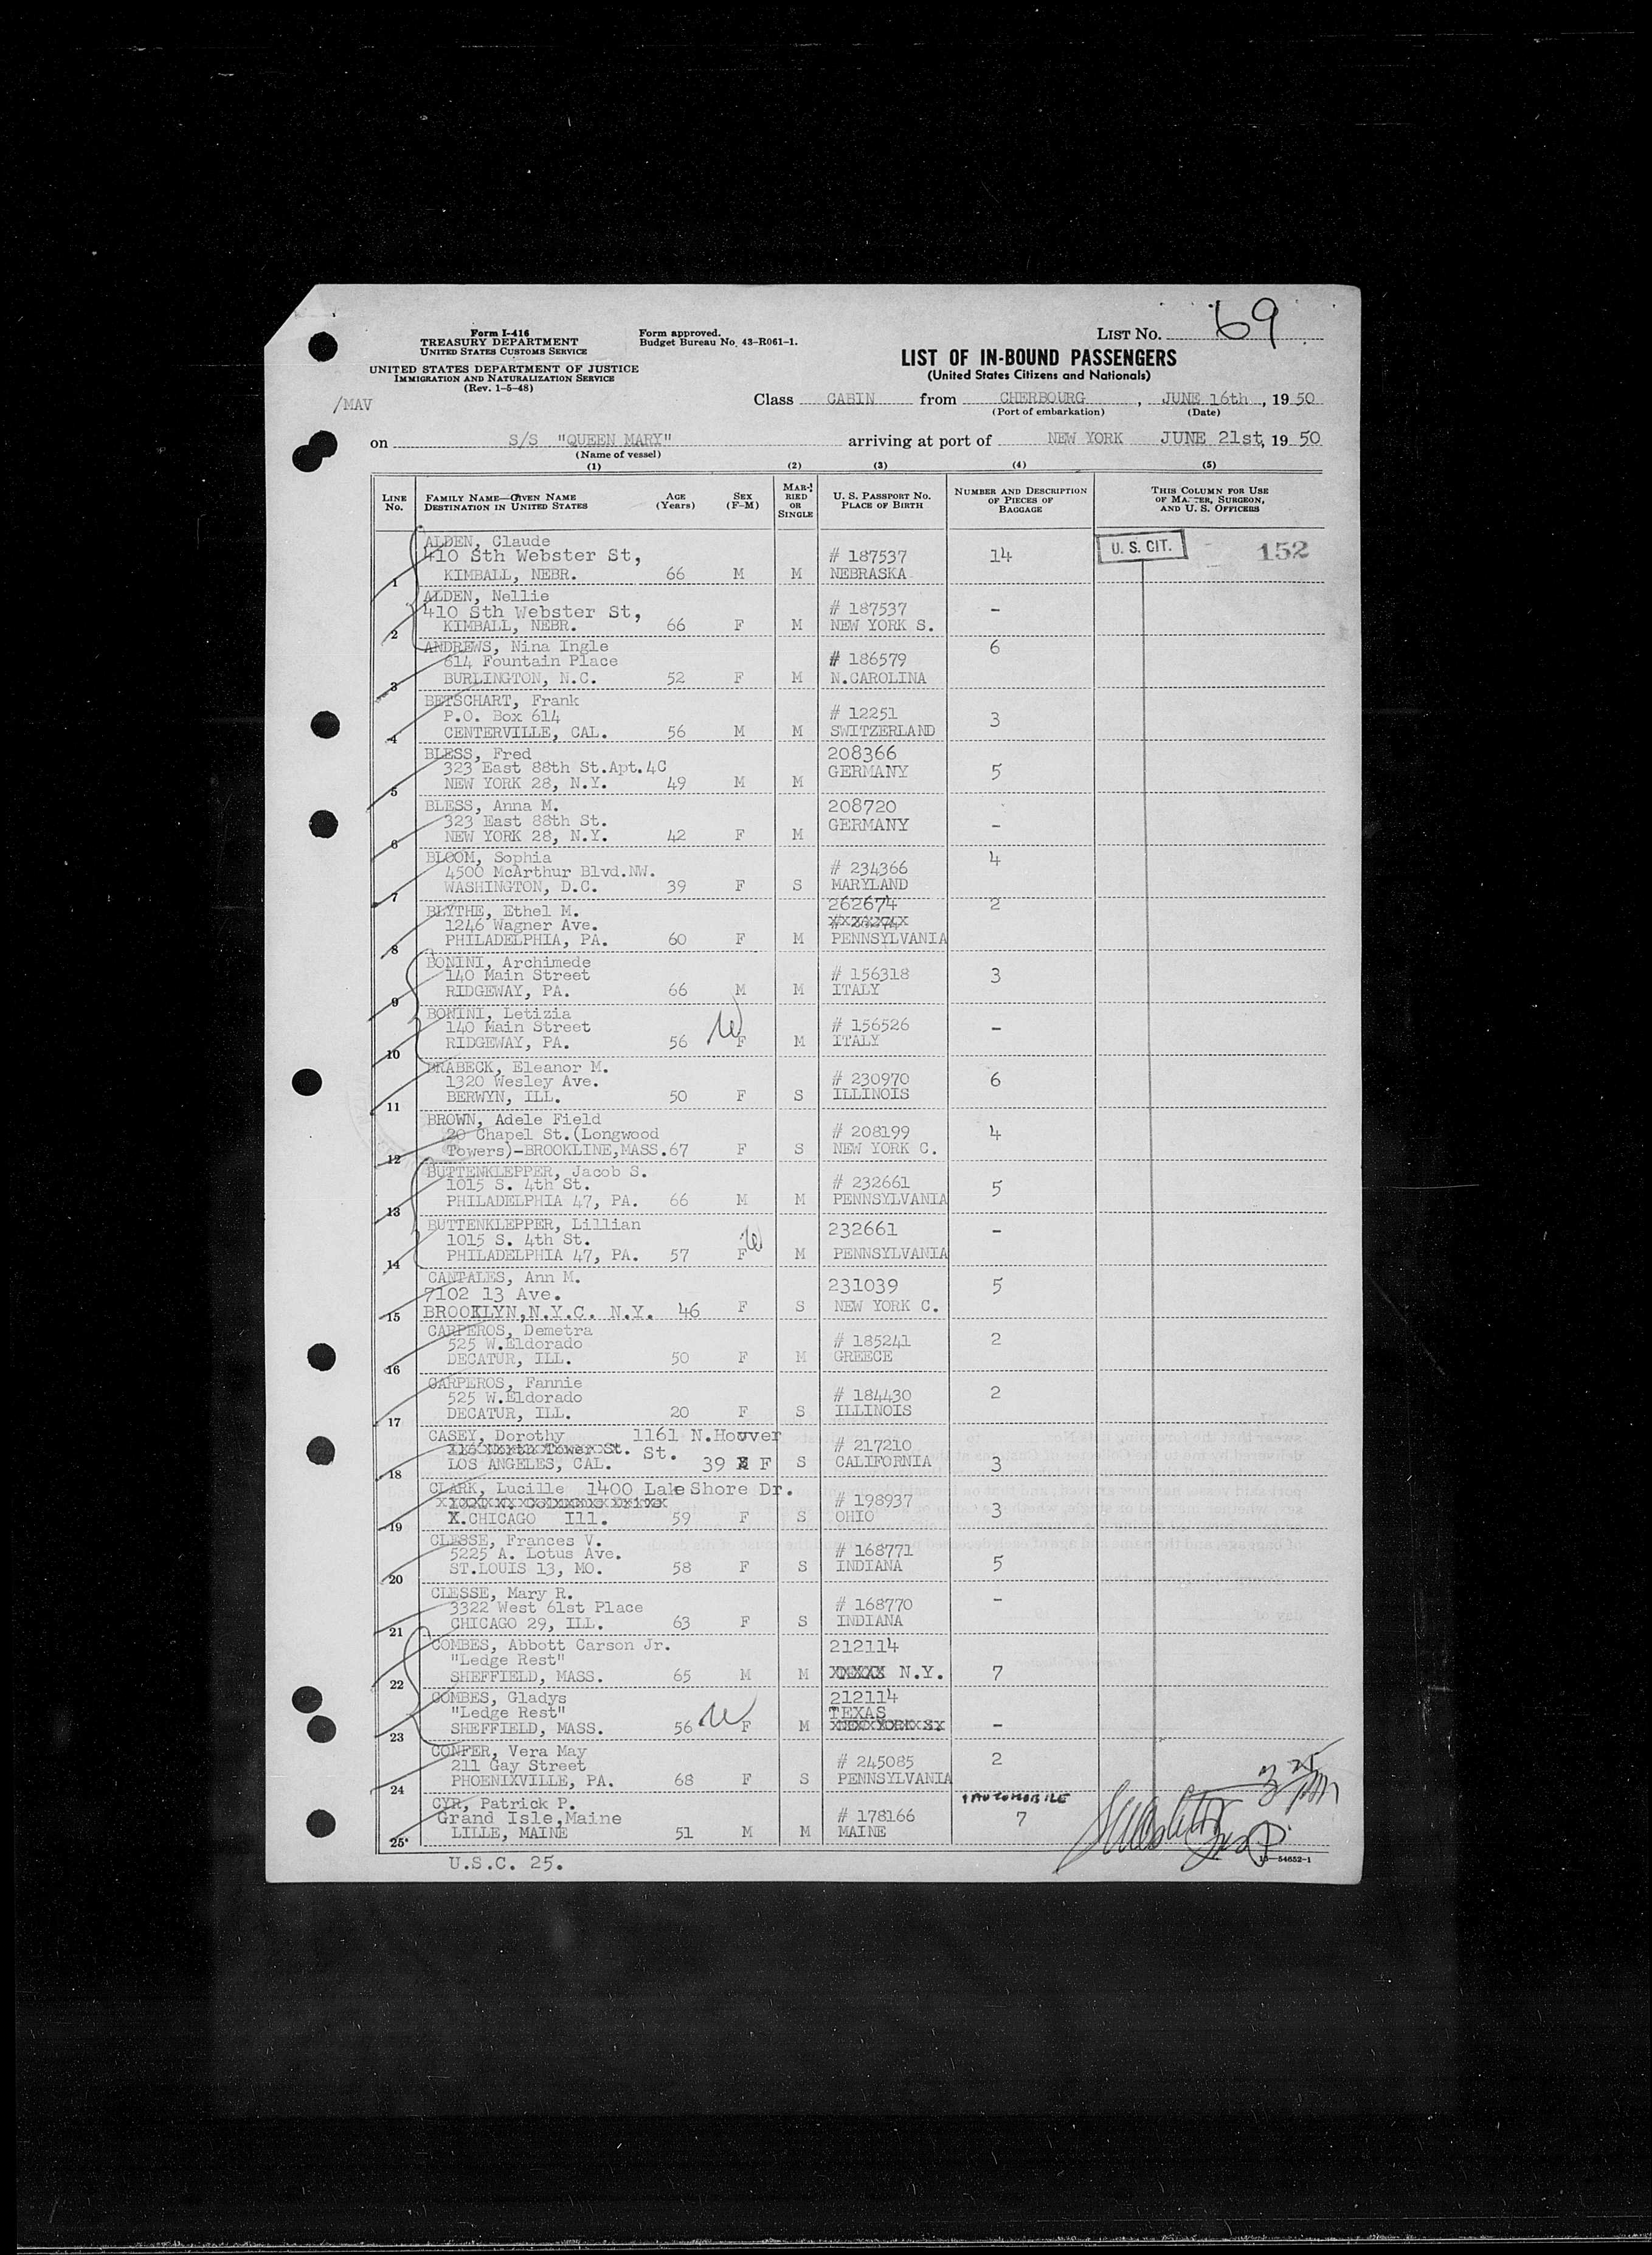 69
Form I-416
TREASURY DEPARTMENT
UNITED STATES CUSTOMS SERVICE
UNITED STATES DEPARTMENT OF JUSTICE
IMMIGRATION AND NATURALIZATION SERVICE
(Rev. 1-5-48)
/MAV
Form approved.
Budget Bureau No. 43-R061-1.
LIST NO.
LIST OF IN-BOUND PASSENGERS
(United States Citizens and Nationals)
Class CABIN from CHERBOURG, JUNE 16th, 19 50
(Port of embarkation) (Date)
on S/S "QUEEN MARY" arriving at port of NEW YORK JUNE 21st, 19 50
(Name of vessel)
(1) (2) (3) (4) (5)
LINE NO. FAMILY NAME—GIVEN NAME DESTINATION IN UNITED STATES AGE (Years) SEX (F-M) MARRIED OR SINGLE U. S. PASSPORT NO. PLACE OF BIRTH NUMBER AND DESCRIPTION OF PIECES OF BAGGAGE THIS COLUMN FOR USE OF MASTER, SURGEON, AND U. S. OFFICERS
ALDEN, Claude
410 Sth Webster St, # 187537 14 U. S. CIT. 152
1 KIMBALL, NEBR. 66 M M NEBRASKA
ALDEN, Nellie
410 Sth Webster St, # 187537 -
2 KIMBALL, NEBR. 66 F M NEW YORK S.
ANDREWS, Nina Ingle 6
614 Fountain Place # 186579
3 BURLINGTON, N.C. 52 F M N.CAROLINA
BETSCHART, Frank
P.O. Box 614 # 12251 3
4 CENTERVILLE, CAL. 56 M M SWITZERLAND
BLESS, Fred 208366
323 East 88th St.Apt.4C GERMANY 5
5 NEW YORK 28, N.Y. 49 M M
BLESS, Anna M. 208720
323 East 88th St. GERMANY -
6 NEW YORK 28, N.Y. 42 F M
BLOOM, Sophia 4
4500 McArthur Blvd.NW. # 234366
7 WASHINGTON, D.C. 39 F S MARYLAND
BLYTHE, Ethel M. 262674 2
1246 Wagner Ave.
8 PHILADELPHIA, PA. 60 F M PENNSYLVANIA
BONINI, Archimede
140 Main Street # 156318 3
9 RIDGEWAY, PA. 66 M M ITALY
BONINI, Letizia
140 Main Street # 156526 -
10 RIDGEWAY, PA. 56 W F M ITALY
BRABECK, Eleanor M.
1320 Wesley Ave. # 230970 6
11 BERWYN, ILL. 50 F S ILLINOIS
BROWN, Adele Field
20 Chapel St.(Longwood # 208199 4
12 Towers)-BROOKLINE,MASS. 67 F S NEW YORK C.
BUTTENKLEPPER, Jacob S.
1015 S. 4th St. # 232661 5
13 PHILADELPHIA 47, PA. 66 M M PENNSYLVANIA
BUTTENKLEPPER, Lillian 232661 -
1015 S. 4th St.
14 PHILADELPHIA 47, PA. 57 W F M PENNSYLVANIA
CANTALES, Ann M. 231039 5
7102 13 Ave.
15 BROOKLYN,N.Y.C. N.Y. 46 F S NEW YORK C.
CARPEROS, Demetra
525 W.Eldorado # 185241 2
16 DECATUR, ILL. 50 F M GREECE
CARPEROS, Fannie
525 W.Eldorado # 184430 2
17 DECATUR, ILL. 20 F S ILLINOIS
CASEY, Dorothy 1161 N.Hoover
St. # 217210
18 LOS ANGELES, CAL. 39 F S CALIFORNIA 3
CLARK, Lucille 1400 Lake Shore Dr.
# 198937
19 X.CHICAGO Ill. 59 F S OHIO 3
CLESSE, Frances V.
5225 A. Lotus Ave. # 168771
20 ST.LOUIS 13, MO. 58 F S INDIANA 5
CLESSE, Mary R. -
3322 West 61st Place # 168770
21 CHICAGO 29, ILL. 63 F S INDIANA
COMBES, Abbott Carson Jr. 212114
"Ledge Rest"
22 SHEFFIELD, MASS. 65 M M XXXXX N.Y. 7
COMBES, Gladys 212114
"Ledge Rest" TEXAS
23 SHEFFIELD, MASS. 56 W F M -
CONFER, Vera May
211 Gay Street # 245085 2
24 PHOENIXVILLE, PA. 68 F S PENNSYLVANIA
CYR, Patrick P. 1 AUTOMOBILE
Grand Isle,Maine # 178166 7
25 LILLE, MAINE 51 M M MAINE
U.S.C. 25.
16—54652-1